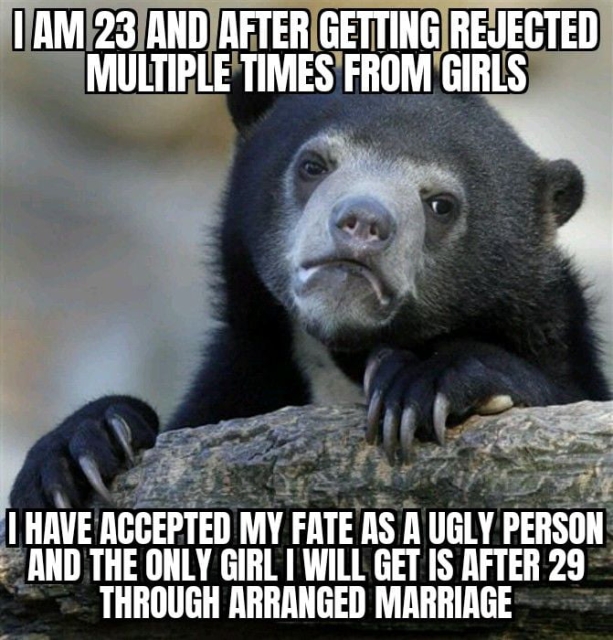 I AM 23 AND AFTER GETTING REJECTED
MULTIPLE TIMES FROM GIRLS
I HAVE ACCEPTED MY FATE AS A UGLY PERSON
AND THE ONLY GIRL I WILL GET IS AFTER 29
THROUGH ARRANGED MARRIAGE